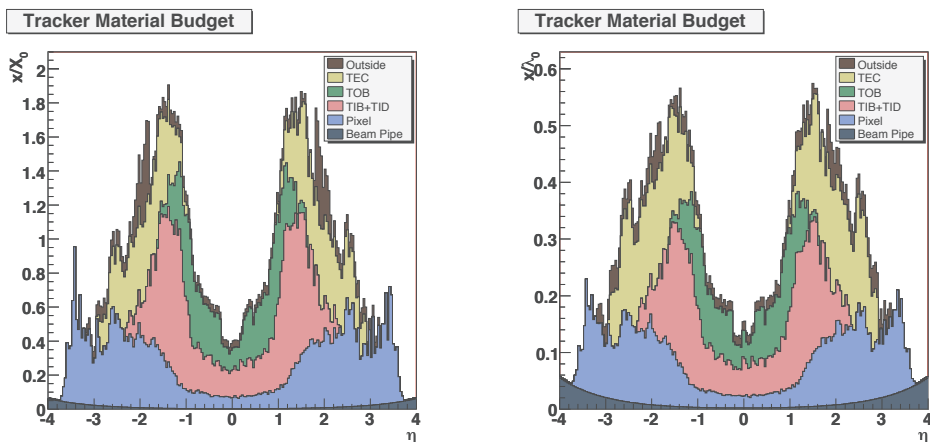 Tracker Material Budget
x/X₀
2
1.8
1.6
1.4
1.2
1
0.8
0.6
0.4
0.2
0
-4 -3 -2 -1 0 1 2 3 4
η
Outside
TEC
TOB
TIB+TID
Pixel
Beam Pipe
Tracker Material Budget
x/λ₀
0.6
0.5
0.4
0.3
0.2
0.1
0
-4 -3 -2 -1 0 1 2 3 4
η
Outside
TEC
TOB
TIB+TID
Pixel
Beam Pipe